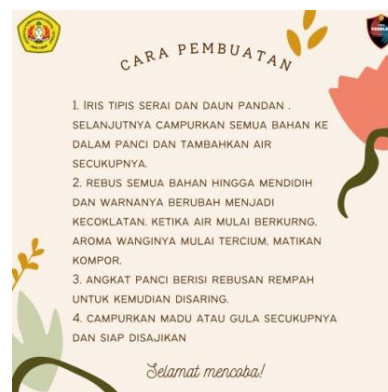 CARA PEMBUATAN
1. IRIS TIPIS SERAI DAN DAUN PANDAN .
SELANJUTNYA CAMPURKAN SEMUA BAHAN KE
DALAM PANCI DAN TAMBAHKAN AIR
SECUKUPNYA.
2. REBUS SEMUA BAHAN HINGGA MENDIDIH
DAN WARNANYA BERUBAH MENJADI
KECOKLATAN. KETIKA AIR MULAI BERKURNG,
AROMA WANGINYA MULAI TERCIUM, MATIKAN
KOMPOR.
3. ANGKAT PANCI BERISI REBUSAN REMPAH
UNTUK KEMUDIAN DISARING.
4. CAMPURKAN MADU ATAU GULA SECUKUPNYA
DAN SIAP DISAJIKAN
Selamat mencoba!